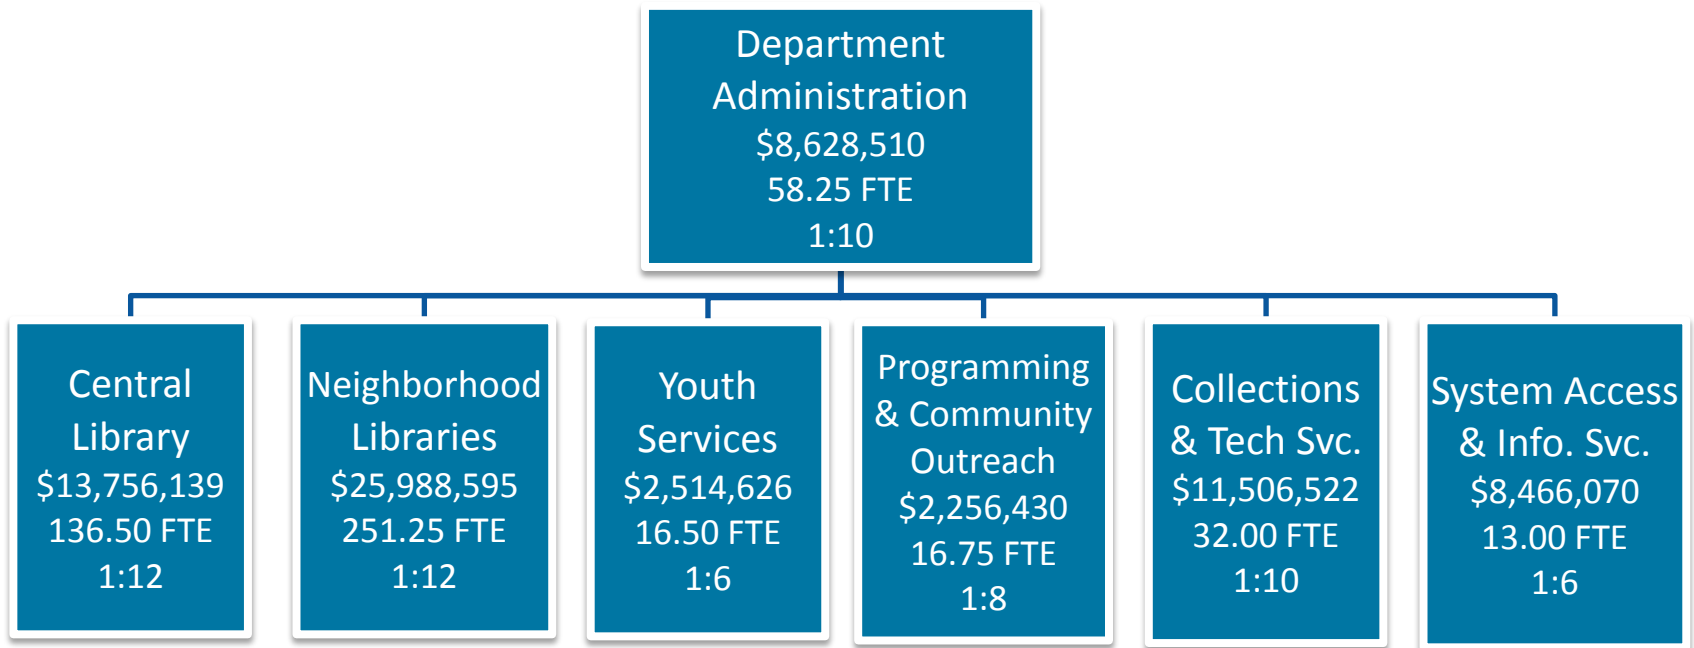 Department
Administration
$8,628,510
58.25 FTE
1:10
Central
Library
$13,756,139
136.50 FTE
1:12
Neighborhood
Libraries
$25,988,595
251.25 FTE
1:12
Youth
Services
$2,514,626
16.50 FTE
1:6
Programming
& Community
Outreach
$2,256,430
16.75 FTE
1:8
Collections
& Tech Svc.
$11,506,522
32.00 FTE
1:10
System Access
& Info. Svc.
$8,466,070
13.00 FTE
1:6